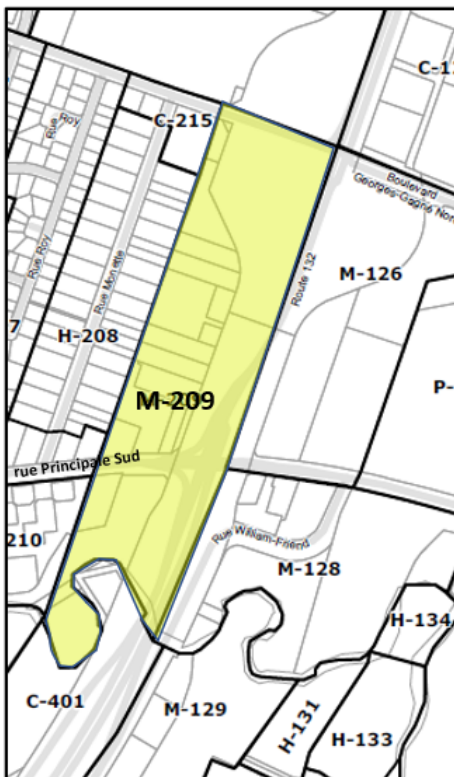 C-1
C-215
Rue Roy
Boulevard
Georges-Gagné Nor
Rue Roy
Rue Monette
Route 132
M-126
7
H-208
P-
M-209
rue Principale Sud
210
Rue William-Friend
M-128
H-134
C-401
M-129
H-131
H-133